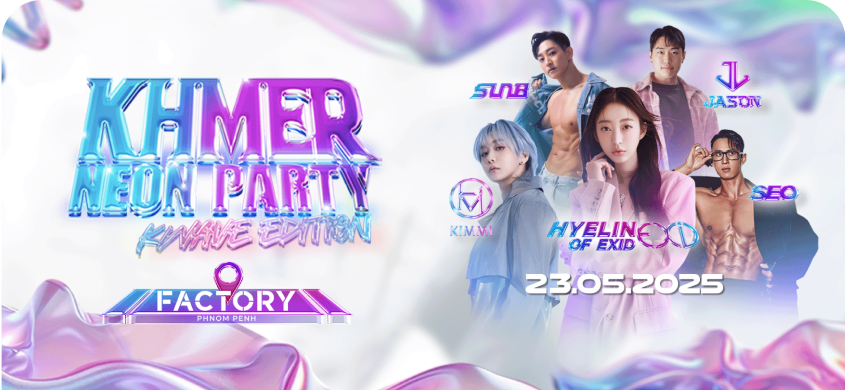 KHMER
NEON PARTY
KWAVE EDITION
FACTORY
PHNOM PENH
SUNB
JL
JASON
KIMMI
HYELIN
OF EXID
EXID
SEO
23.05.2025